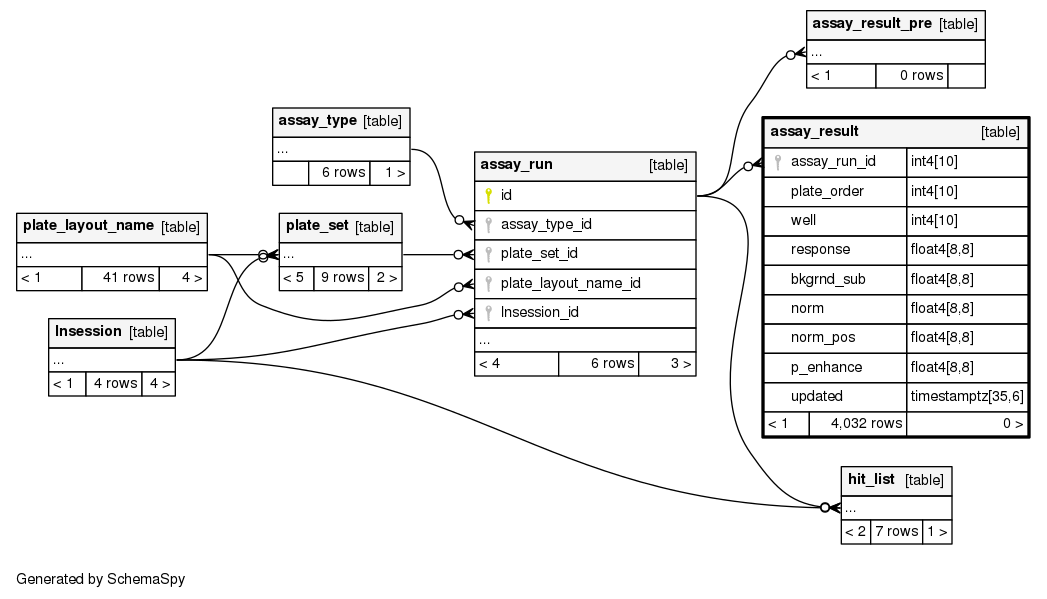 assay_result_pre [table]
...
< 1 0 rows
assay_type [table]
...
6 rows 1 >
assay_result [table]
assay_run_id int4[10]
plate_order int4[10]
well int4[10]
response float4[8,8]
bkgrnd_sub float4[8,8]
norm float4[8,8]
norm_pos float4[8,8]
p_enhance float4[8,8]
updated timestamptz[35,6]
< 1 4,032 rows 0 >
assay_run [table]
id
assay_type_id
plate_set_id
plate_layout_name_id
lnsession_id
...
< 4 6 rows 3 >
plate_layout_name [table]
...
< 1 41 rows 4 >
plate_set [table]
...
< 5 9 rows 2 >
lnsession [table]
...
< 1 4 rows 4 >
hit_list [table]
...
< 2 7 rows 1 >
Generated by SchemaSpy